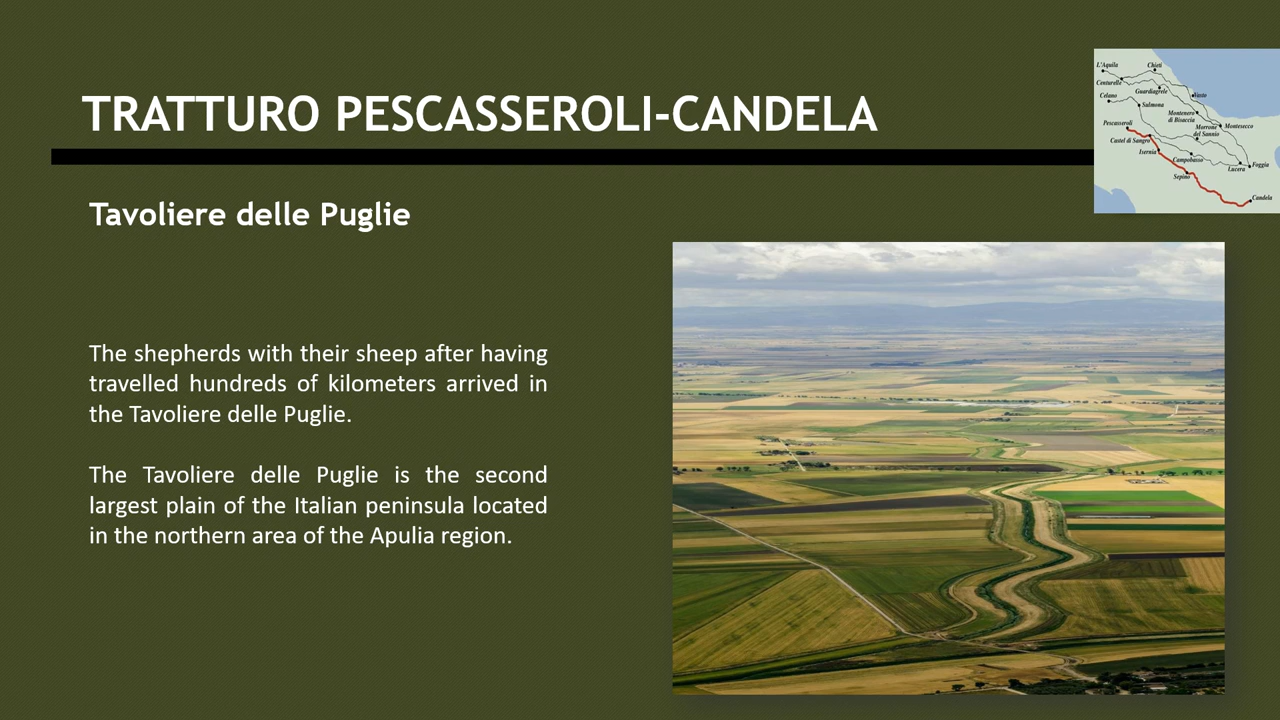 TRATTURO PESCASSEROLI-CANDELA
Tavoliere delle Puglie
The shepherds with their sheep after having
travelled hundreds of kilometers arrived in
the Tavoliere delle Puglie.
The Tavoliere delle Puglie is the second
largest plain of the Italian peninsula located
in the northern area of the Apulia region.
L'Aquila
Chieti
Centurelle
Guardiagrele
Vasto
Celano
Sulmona
Montenero
di Bisaccia
Pescasseroli
Morrone
del Sannio
Montesecco
Castel di Sangro
Isernia
Campobasso
Lucera
Foggia
Sepino
Candela